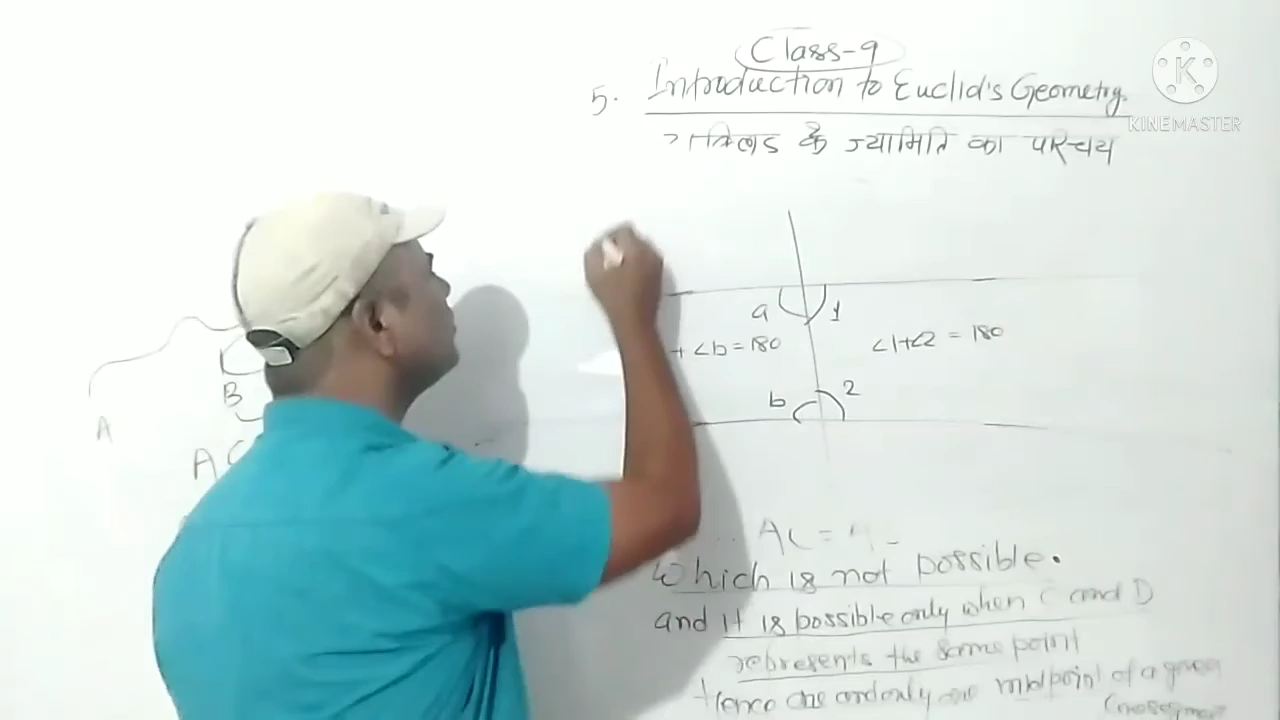 Class-9
5. Introduction to Euclid's Geometry.
के ज्यामिति का परिचय
K
KINEMASTER
a 1
+ ∠b = 180
∠1+∠2 = 180
b 2
B
A
A C
AC =
which is not possible.
and it is possible only when C and D
represents the same point
Hence one and only one midpoint of a given